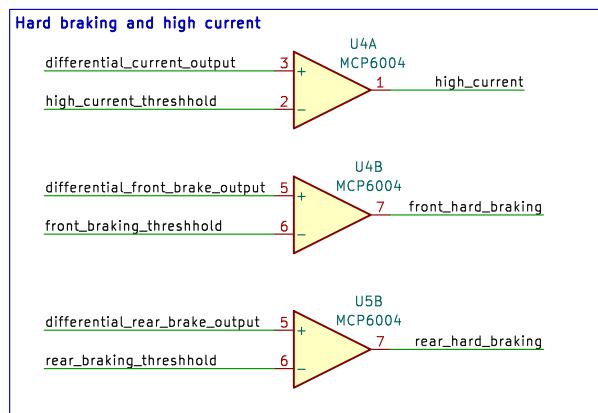 Hard braking and high current
U4A
MCP6004
differential_current_output 3 +
high_current_threshhold 2 −
1 high_current
U4B
MCP6004
differential_front_brake_output 5 +
front_braking_threshhold 6 −
7 front_hard_braking
U5B
MCP6004
differential_rear_brake_output 5 +
rear_braking_threshhold 6 −
7 rear_hard_braking